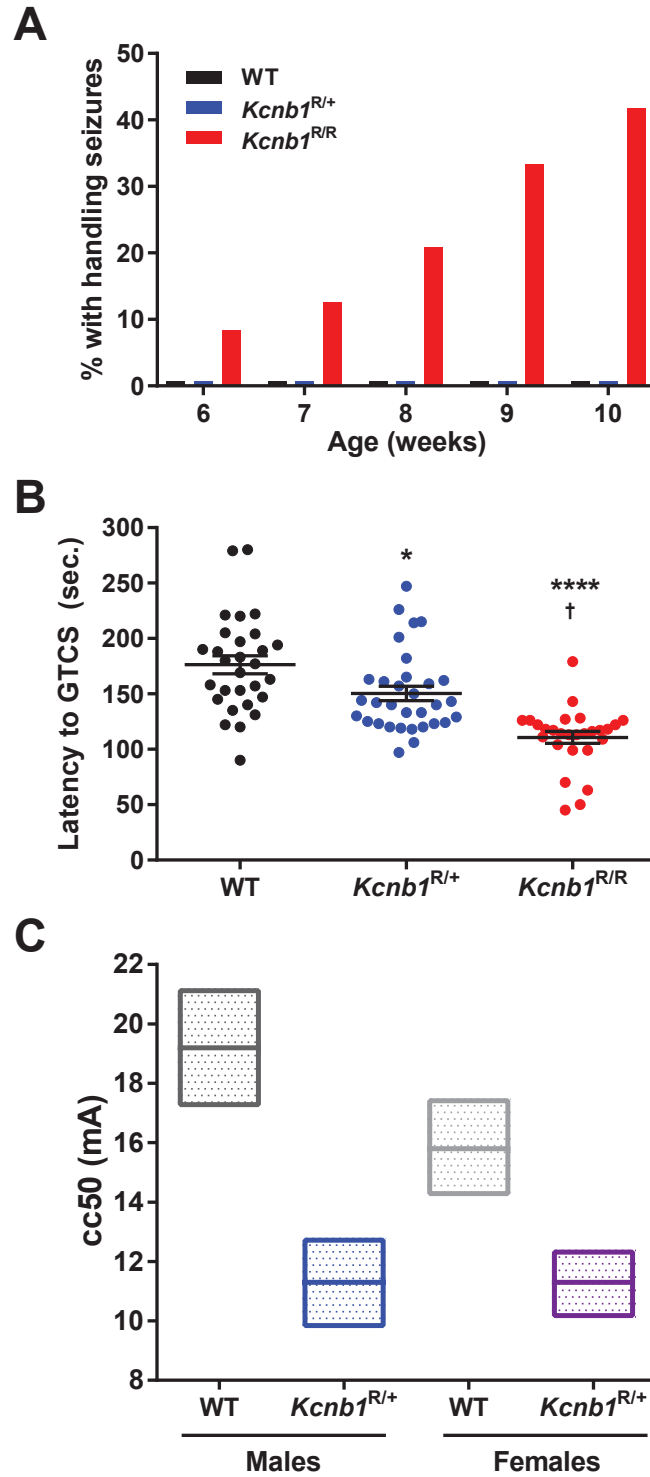 A
50
40
30
20
10
0
% with handling seizures
WT
Kcnb1R/+
Kcnb1R/R
6 7 8 9 10
Age (weeks)
B
300
250
200
150
100
50
0
Latency to GTCS (sec.)
*
****
†
WT Kcnb1R/+ Kcnb1R/R
C
22
20
18
16
14
12
10
8
cc50 (mA)
WT Kcnb1R/+ WT Kcnb1R/+
Males Females